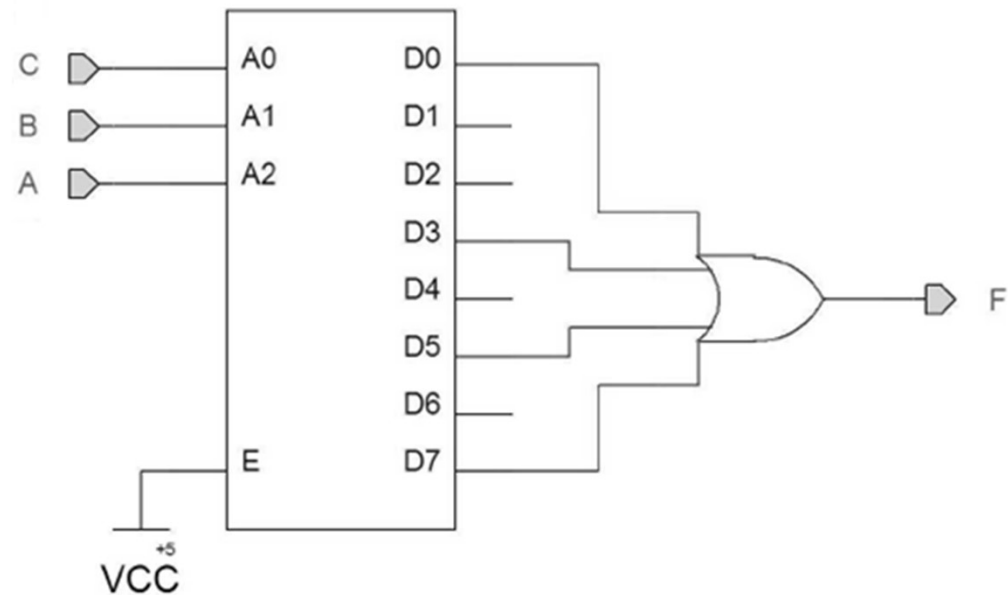 C A0 D0
B A1 D1
A A2 D2
D3
D4 F
D5
D6
E D7
+5
VCC